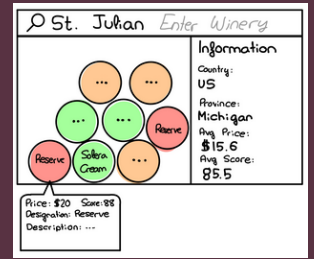 St. Julian Enter Winery
Information
Country:
US
Province:
Michigan
Avg Price:
$15.6
Avg Score:
85.5
...
...
...
...
Reserve
Reserve
Solera
Cream
...
Price: $20 Score: 88
Designation: Reserve
Description: ...